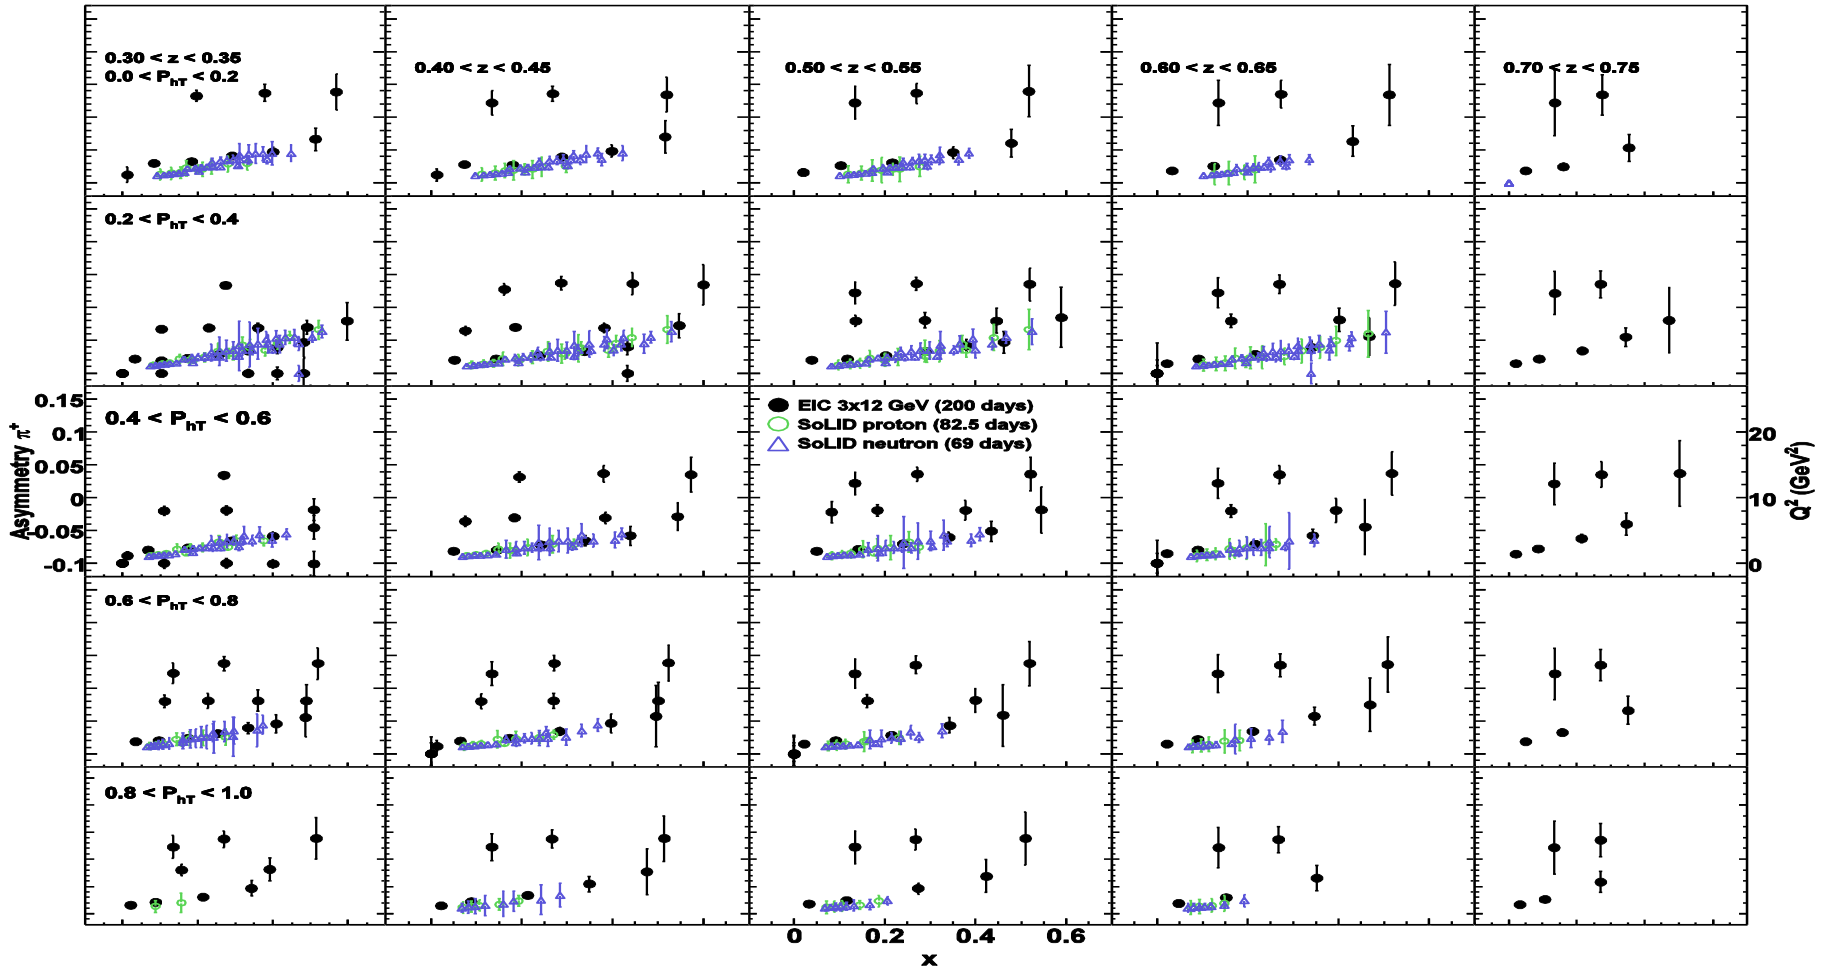 0.30 < z < 0.35
0.0 < P_hT < 0.2
0.40 < z < 0.45
0.50 < z < 0.55
0.60 < z < 0.65
0.70 < z < 0.75
0.2 < P_hT < 0.4
0.4 < P_hT < 0.6
EIC 3x12 GeV (200 days)
SoLID proton (82.5 days)
SoLID neutron (69 days)
0.15
0.1
0.05
0
-0.05
-0.1
Asymmetry π⁺
20
10
0
Q² (GeV²)
0.6 < P_hT < 0.8
0.8 < P_hT < 1.0
0 0.2 0.4 0.6
x